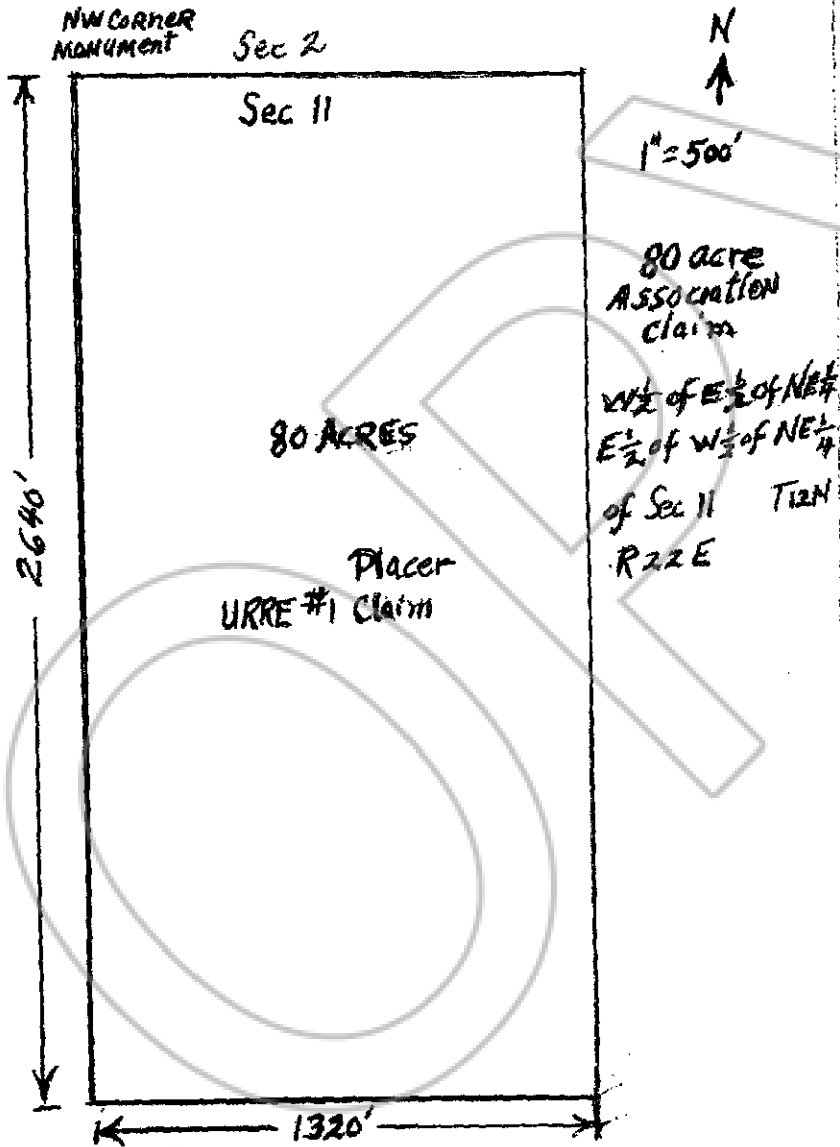 NW Corner
Monument
Sec 2
N
Sec 11
1"=500'
80 acre
Association
claim
W½ of E½ of NE¼
E½ of W½ of NE¼
of Sec 11 T12N
R22E
80 ACRES
2640'
Placer
URRE #1 Claim
1320'